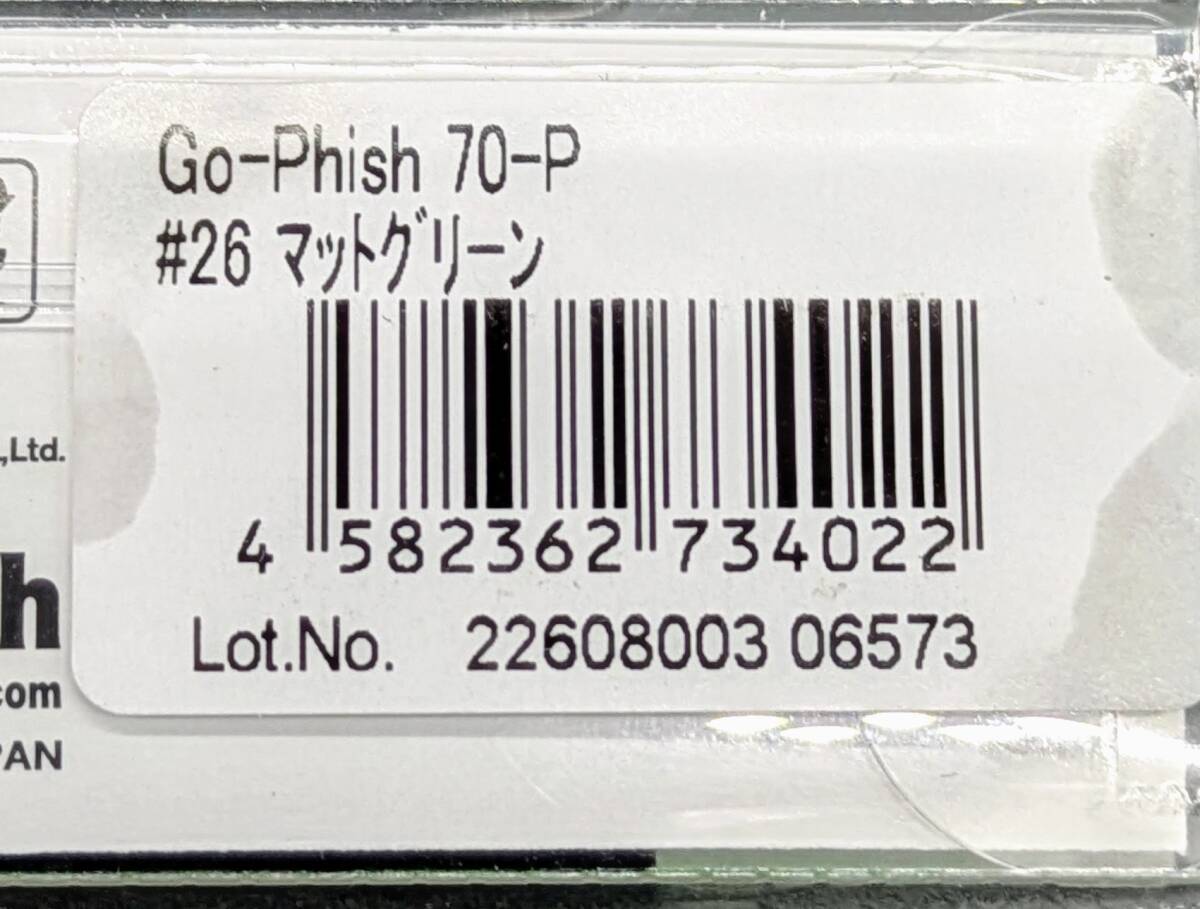 Go-Phish 70-P
#26 マットグリーン
4 582362 734022
Lot.No. 22608003 06573
,Ltd.
h
com
PAN